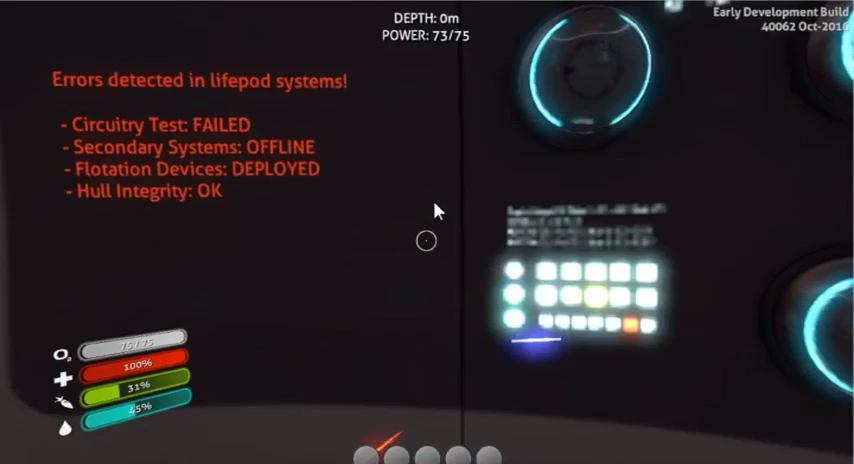 DEPTH: 0m
POWER: 73/75
Early Development Build
40062 Oct-2016
Errors detected in lifepod systems!
- Circuitry Test: FAILED
- Secondary Systems: OFFLINE
- Flotation Devices: DEPLOYED
- Hull Integrity: OK
O₂ 75/75
100%
31%
45%